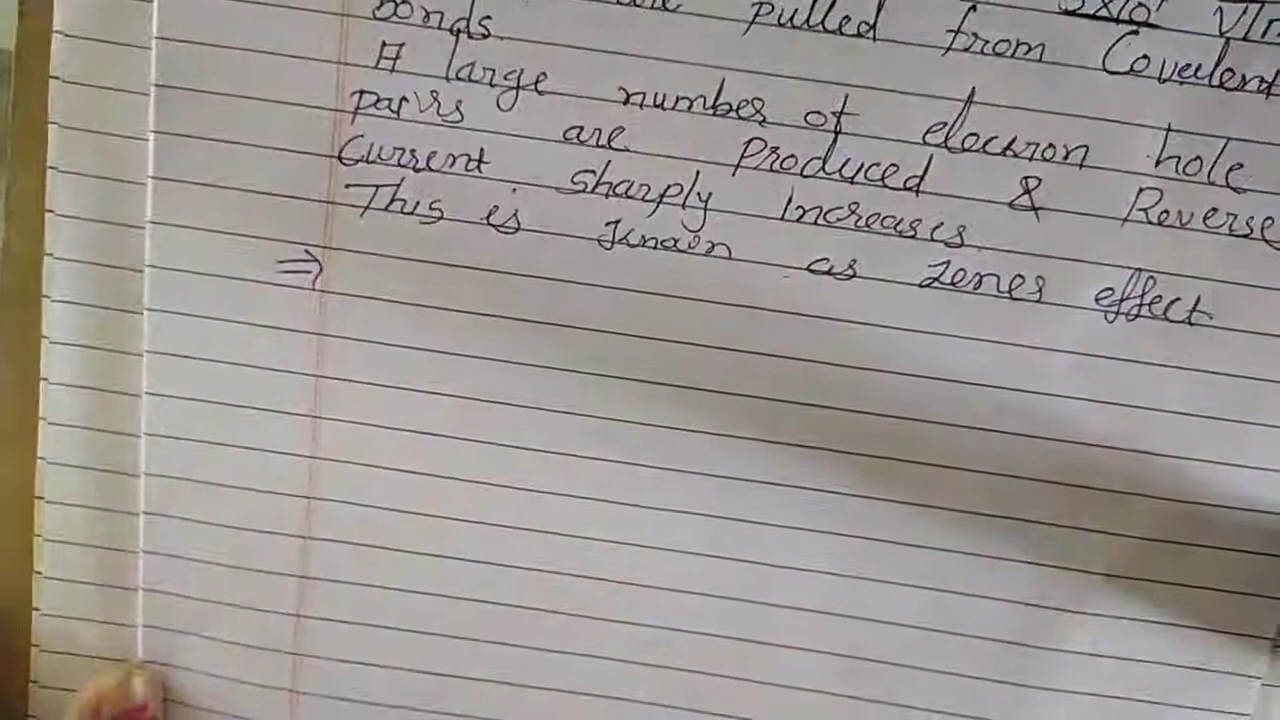 pulled from Covalent
bonds
A large number of electron hole
pairs are Produced & Reverse
Current sharply Increases
This is Known as Zener effect.
⇒